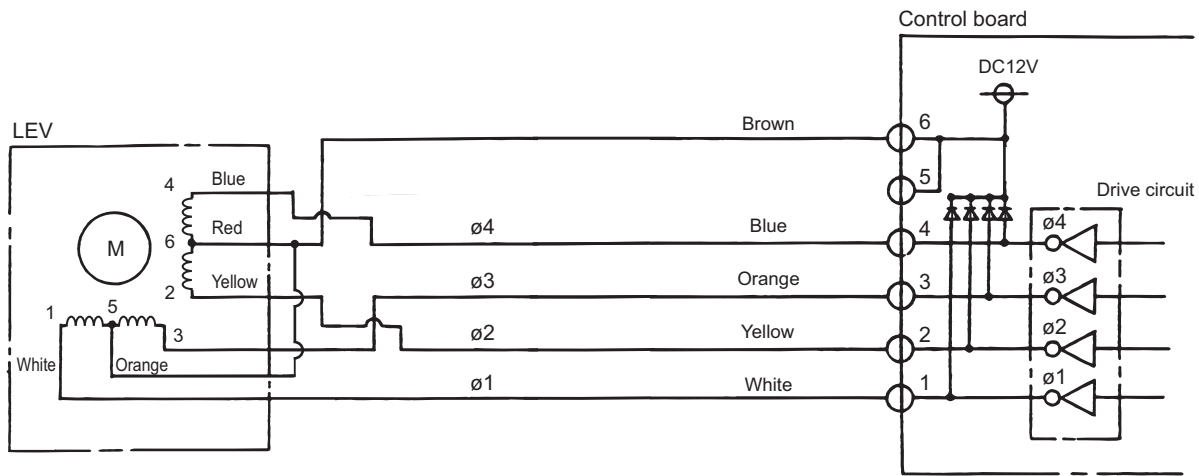 Control board
DC12V
LEV
Brown 6
5
Drive circuit
4 Blue
6 Red
2 Yellow
M
ø4 Blue 4 ø4
ø3 Orange 3 ø3
ø2 Yellow 2 ø2
ø1 White 1 ø1
1 5 3
White Orange